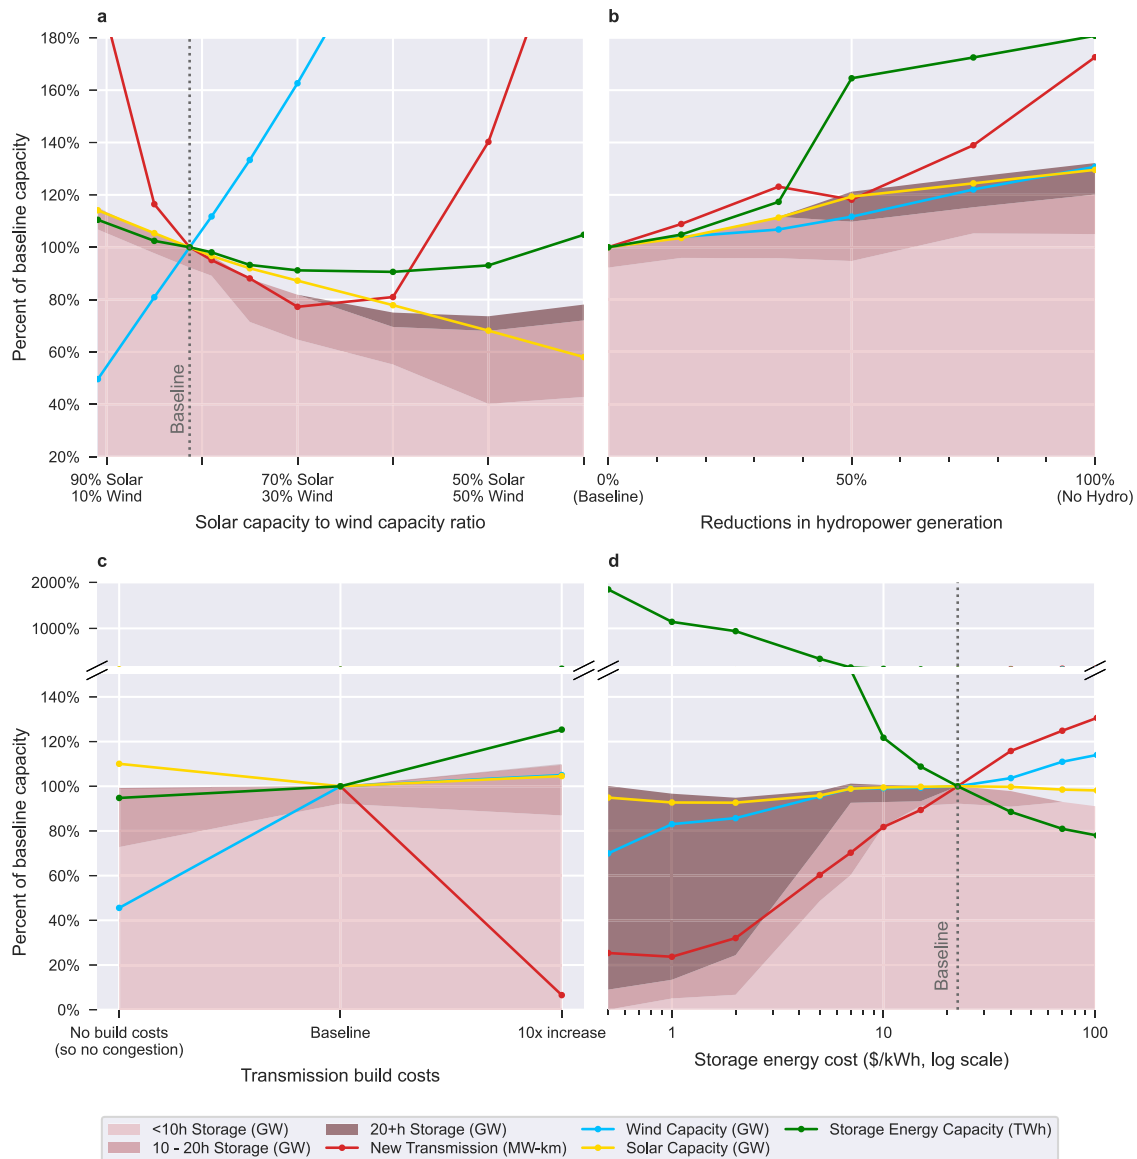 a
b
180%
160%
140%
120%
100%
80%
60%
40%
20%
Percent of baseline capacity
Baseline
90% Solar
10% Wind
70% Solar
30% Wind
50% Solar
50% Wind
Solar capacity to wind capacity ratio
0%
(Baseline)
50%
100%
(No Hydro)
Reductions in hydropower generation
c
d
2000%
1000%
140%
120%
100%
80%
60%
40%
20%
0%
Percent of baseline capacity
No build costs
(so no congestion)
Baseline
10x increase
Transmission build costs
Baseline
1
10
100
Storage energy cost ($/kWh, log scale)
<10h Storage (GW)
10 - 20h Storage (GW)
20+h Storage (GW)
New Transmission (MW-km)
Wind Capacity (GW)
Solar Capacity (GW)
Storage Energy Capacity (TWh)